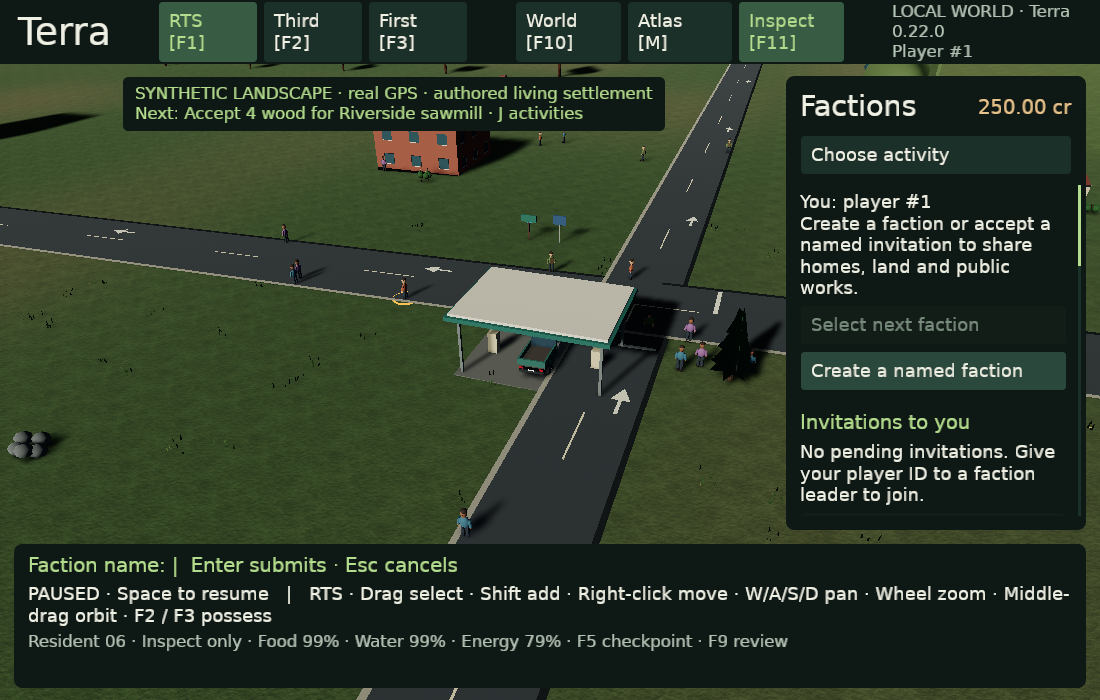 Terra
RTS
[F1]
Third
[F2]
First
[F3]
World
[F10]
Atlas
[M]
Inspect
[F11]
LOCAL WORLD · Terra
0.22.0
Player #1
SYNTHETIC LANDSCAPE · real GPS · authored living settlement
Next: Accept 4 wood for Riverside sawmill · J activities
Factions
250.00 cr
Choose activity
You: player #1
Create a faction or accept a
named invitation to share
homes, land and public
works.
Select next faction
Create a named faction
Invitations to you
No pending invitations. Give
your player ID to a faction
leader to join.
Faction name: | Enter submits · Esc cancels
PAUSED · Space to resume | RTS · Drag select · Shift add · Right-click move · W/A/S/D pan · Wheel zoom · Middle-
drag orbit · F2 / F3 possess
Resident 06 · Inspect only · Food 99% · Water 99% · Energy 79% · F5 checkpoint · F9 review